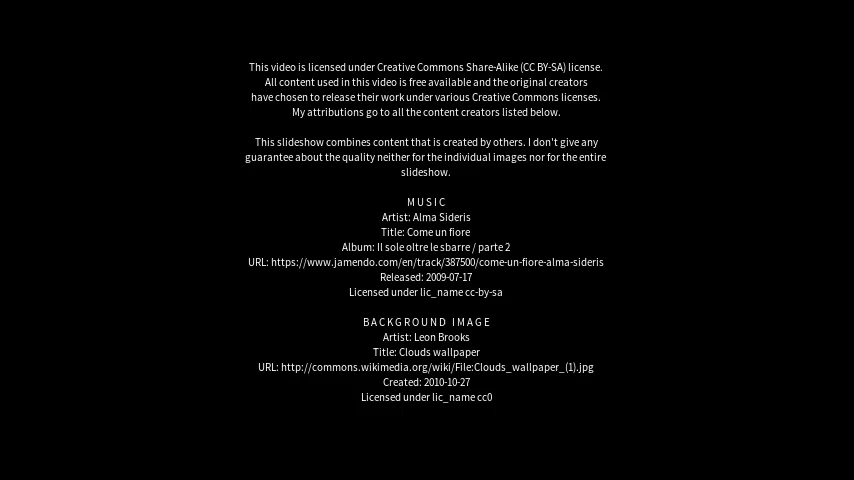 This video is licensed under Creative Commons Share-Alike (CC BY-SA) license.
All content used in this video is free available and the original creators
have chosen to release their work under various Creative Commons licenses.
My attributions go to all the content creators listed below.
This slideshow combines content that is created by others. I don't give any
guarantee about the quality neither for the individual images nor for the entire
slideshow.
MUSIC
Artist: Alma Sideris
Title: Come un fiore
Album: Il sole oltre le sbarre / parte 2
URL: https://www.jamendo.com/en/track/387500/come-un-fiore-alma-sideris
Released: 2009-07-17
Licensed under lic_name cc-by-sa
BACKGROUND IMAGE
Artist: Leon Brooks
Title: Clouds wallpaper
URL: http://commons.wikimedia.org/wiki/File:Clouds_wallpaper_(1).jpg
Created: 2010-10-27
Licensed under lic_name cc0